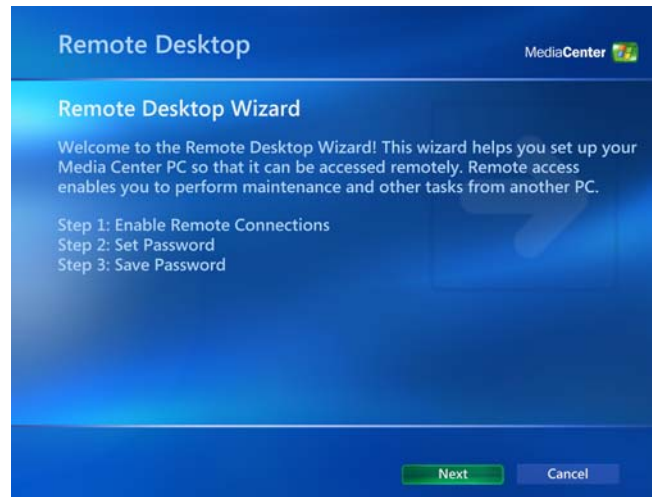 Remote Desktop
MediaCenter
Remote Desktop Wizard
Welcome to the Remote Desktop Wizard! This wizard helps you set up your
Media Center PC so that it can be accessed remotely. Remote access
enables you to perform maintenance and other tasks from another PC.
Step 1: Enable Remote Connections
Step 2: Set Password
Step 3: Save Password
Next
Cancel